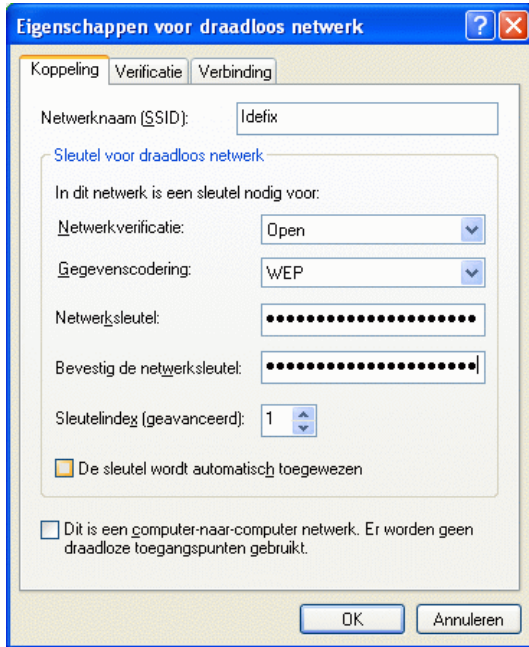 Eigenschappen voor draadloos netwerk
Koppeling Verificatie Verbinding
Netwerknaam (SSID): Idefix
Sleutel voor draadloos netwerk
In dit netwerk is een sleutel nodig voor:
Netwerkverificatie: Open
Gegevenscodering: WEP
Netwerksleutel: ●●●●●●●●●●●●●●●●●●●●●
Bevestig de netwerksleutel: ●●●●●●●●●●●●●●●●●●●●●
Sleutelindex (geavanceerd): 1
De sleutel wordt automatisch toegewezen
Dit is een computer-naar-computer netwerk. Er worden geen
draadloze toegangspunten gebruikt.
OK Annuleren